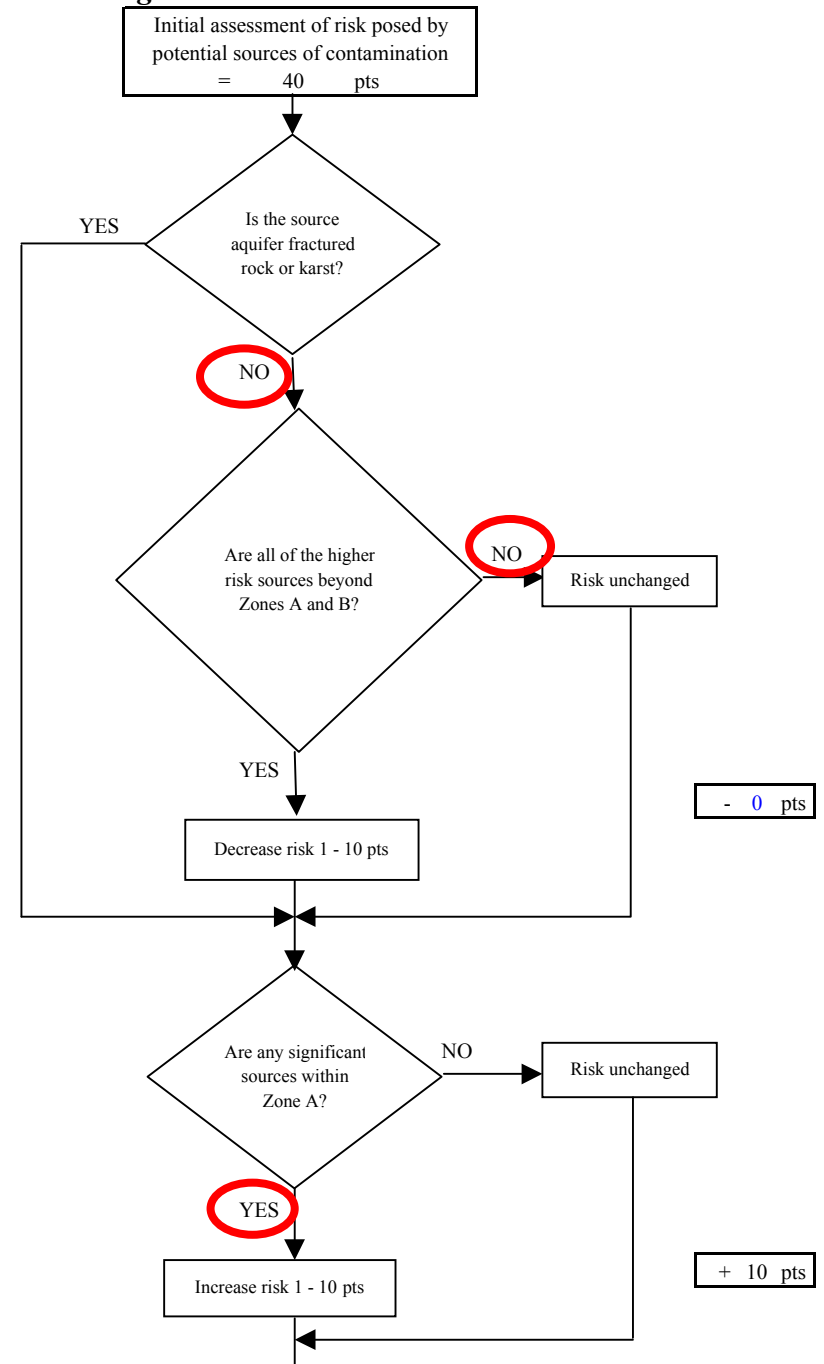 Initial assessment of risk posed by
potential sources of contamination
= 40 pts
YES
Is the source
aquifer fractured
rock or karst?
NO
Are all of the higher
risk sources beyond
Zones A and B?
NO
Risk unchanged
YES
- 0 pts
Decrease risk 1 - 10 pts
Are any significant
sources within
Zone A?
NO
Risk unchanged
YES
Increase risk 1 - 10 pts
+ 10 pts